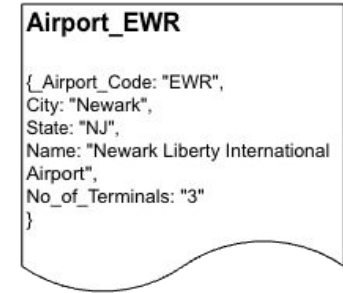 Airport_EWR
{_Airport_Code: "EWR",
City: "Newark",
State: "NJ",
Name: "Newark Liberty International
Airport",
No_of_Terminals: "3"
}